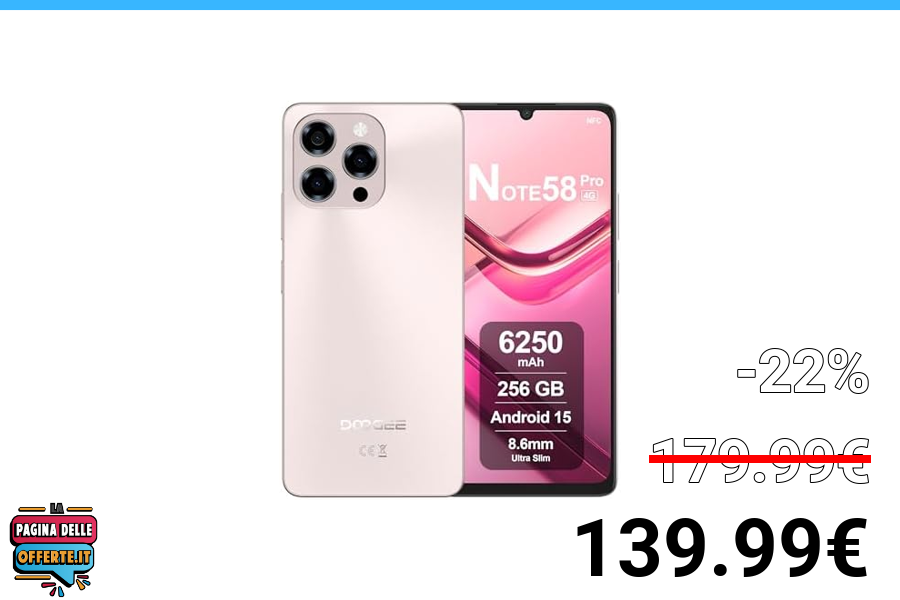 NFC
NOTE58 Pro
4G
6250
mAh
256 GB
Android 15
8.6mm
Ultra Slim
DOOGEE
CE
-22%
179.99€
139.99€
LA
PAGINA DELLE
OFFERTE.IT